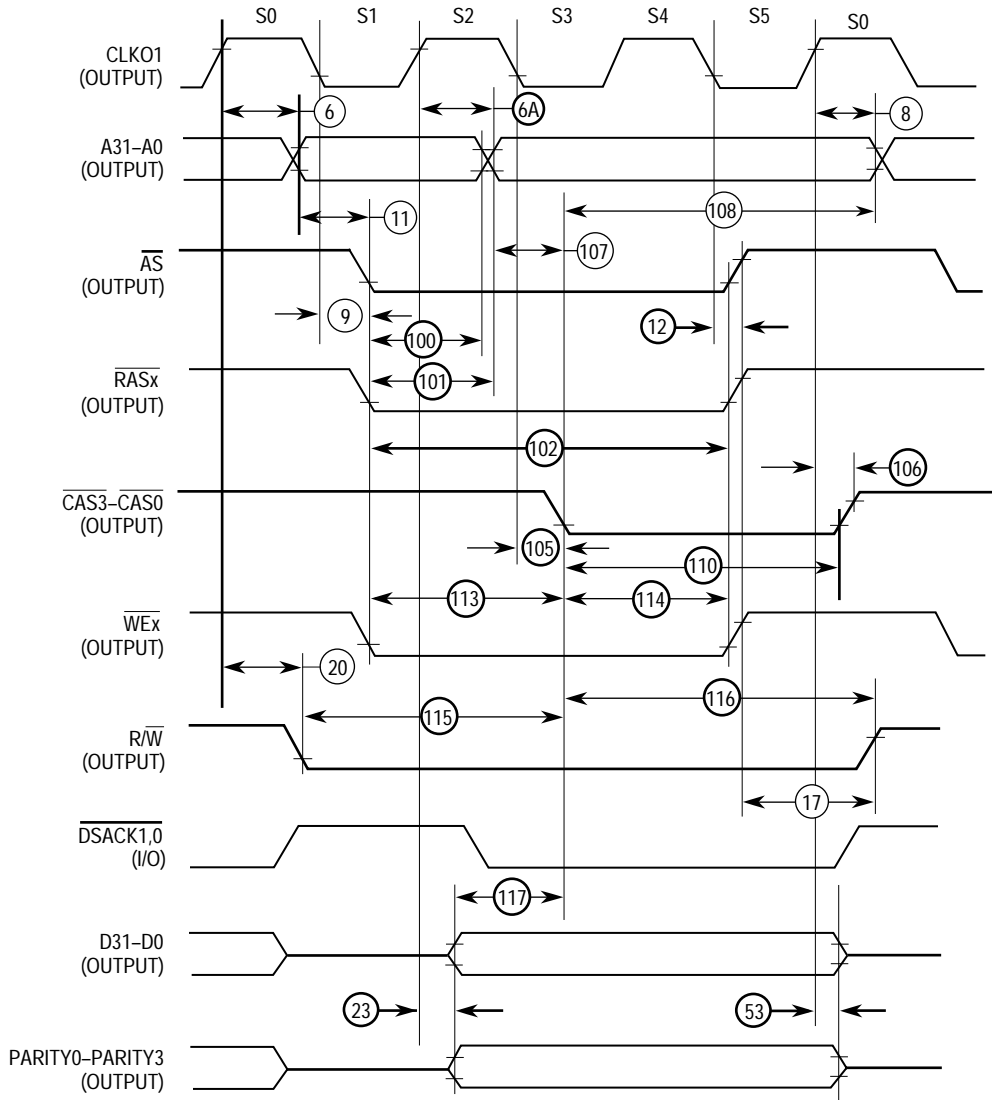 S0 S1 S2 S3 S4 S5 S0
CLKO1
(OUTPUT)
6 6A 8
A31–A0
(OUTPUT)
11 108
107
AS
(OUTPUT)
9 12
100
101
RASx
(OUTPUT)
102
106
CAS3–CAS0
(OUTPUT)
105
110
113 114
WEx
(OUTPUT)
20
116
115
R/W
(OUTPUT)
17
DSACK1,0
(I/O)
117
D31–D0
(OUTPUT)
23 53
PARITY0–PARITY3
(OUTPUT)